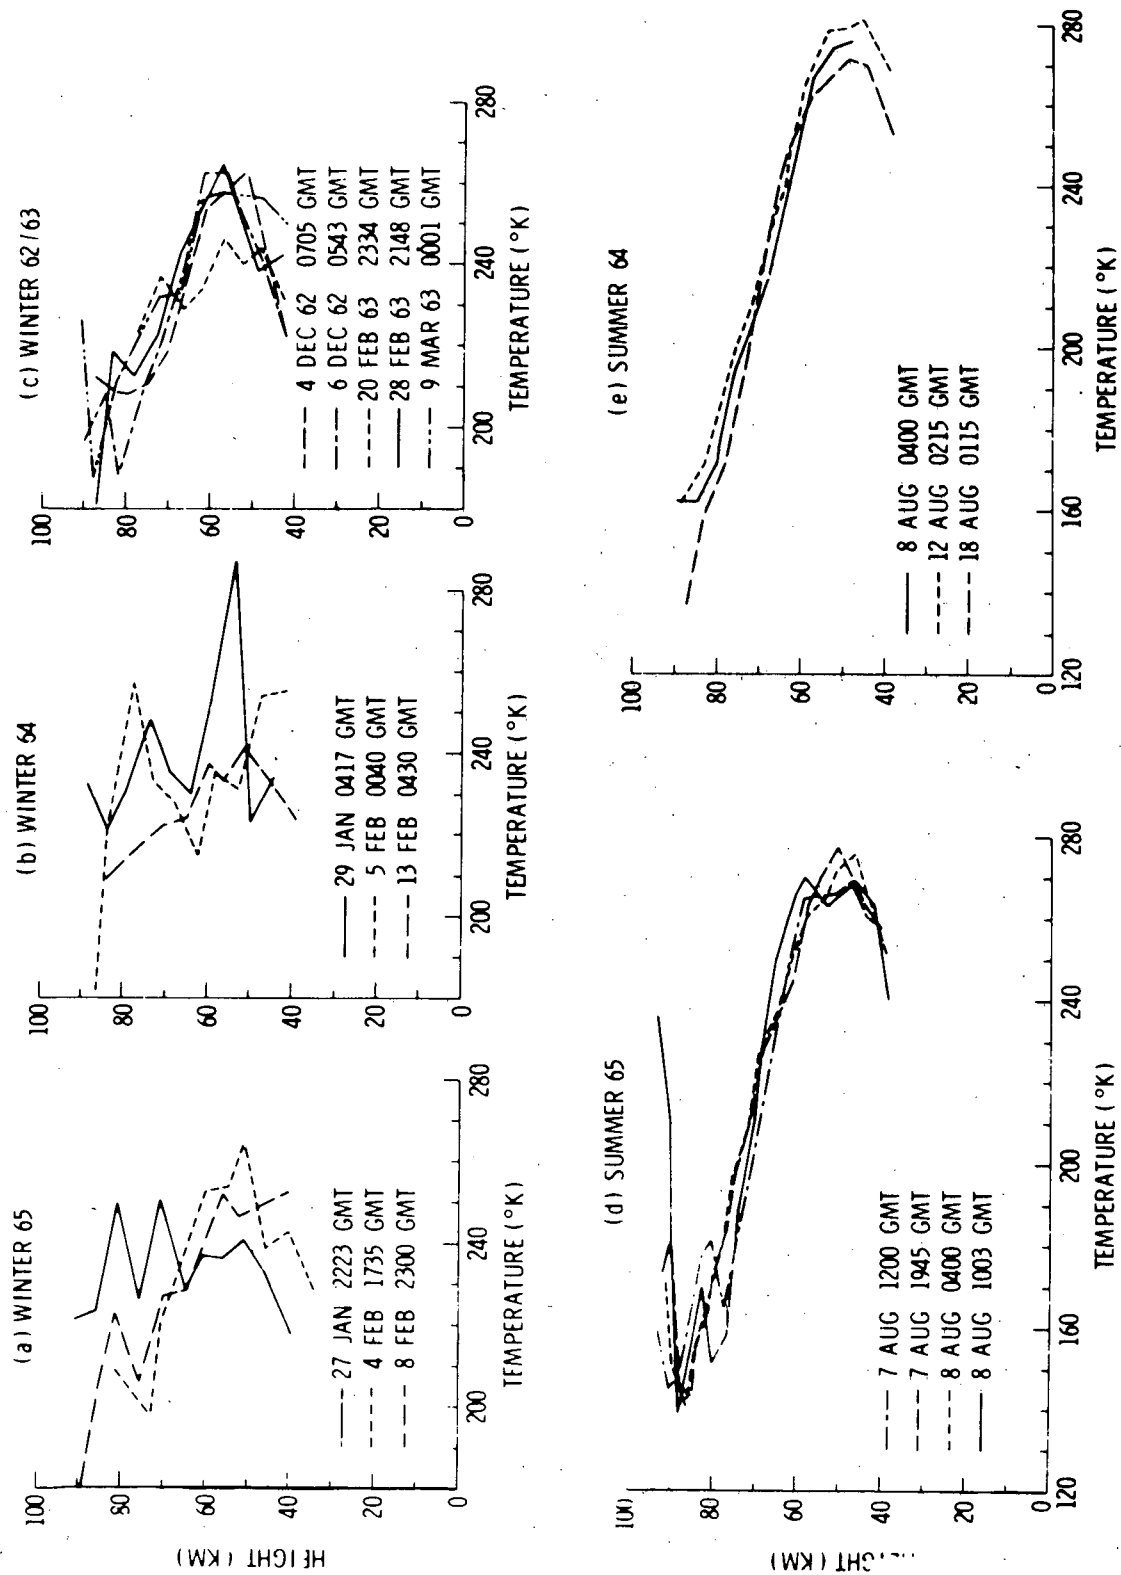 (a) WINTER 65
HEIGHT (KM)
100
80
60
40
20
0
200
240
280
TEMPERATURE (°K)
27 JAN 2223 GMT
4 FEB 1735 GMT
8 FEB 2300 GMT
(b) WINTER 64
100
80
60
40
20
0
200
240
280
TEMPERATURE (°K)
29 JAN 0417 GMT
5 FEB 0040 GMT
13 FEB 0430 GMT
(c) WINTER 62/63
100
80
60
40
20
0
200
240
280
TEMPERATURE (°K)
4 DEC 62 0705 GMT
6 DEC 62 0543 GMT
20 FEB 63 2334 GMT
28 FEB 63 2148 GMT
9 MAR 63 0001 GMT
(d) SUMMER 65
(KM)
100
80
60
40
20
0
120
160
200
240
280
TEMPERATURE (°K)
7 AUG 1200 GMT
7 AUG 1945 GMT
8 AUG 0400 GMT
8 AUG 1003 GMT
(e) SUMMER 64
100
80
60
40
20
0
120
160
200
240
280
TEMPERATURE (°K)
8 AUG 0400 GMT
12 AUG 0215 GMT
18 AUG 0115 GMT